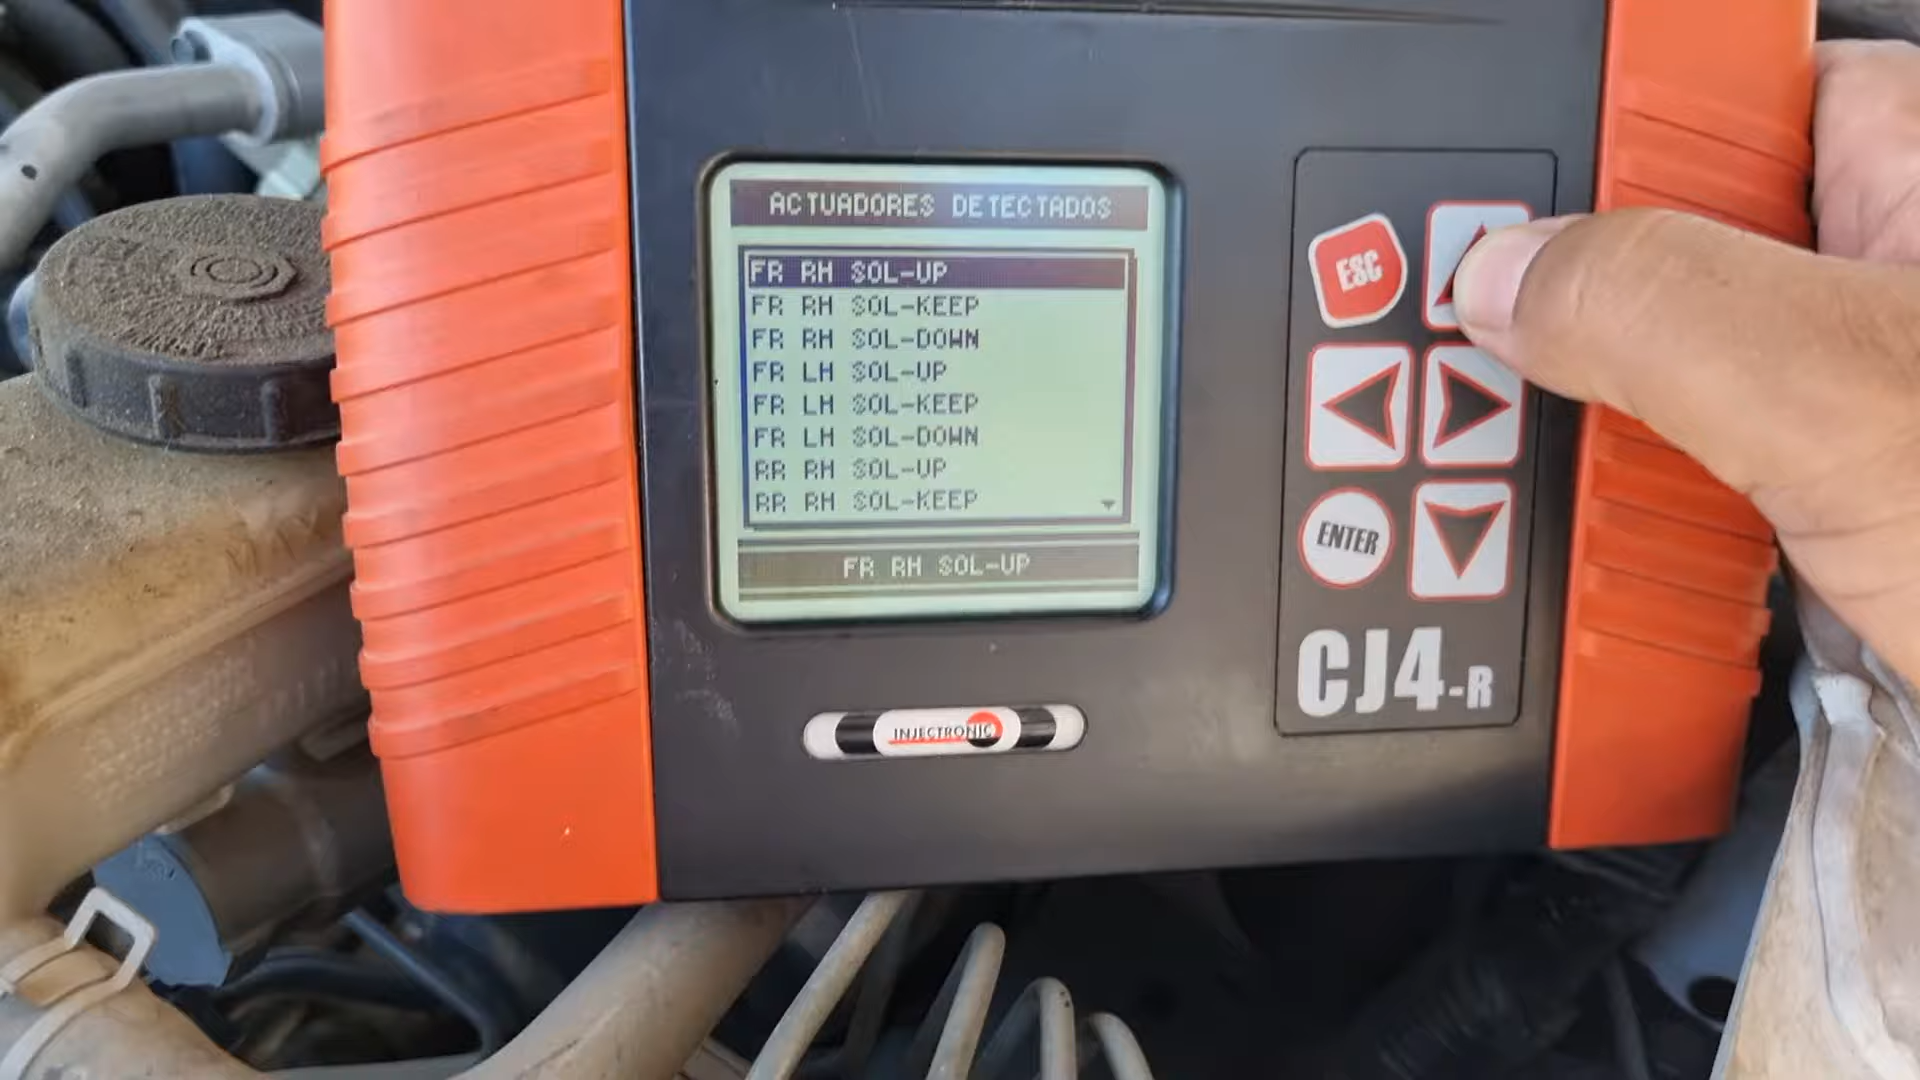 ACTUADORES DETECTADOS
FR RH SOL-UP
FR RH SOL-KEEP
FR RH SOL-DOWN
FR LH SOL-UP
FR LH SOL-KEEP
FR LH SOL-DOWN
RR RH SOL-UP
RR RH SOL-KEEP
FR RH SOL-UP
ESC
ENTER
CJ4-R
INJECTRONIC
MAX